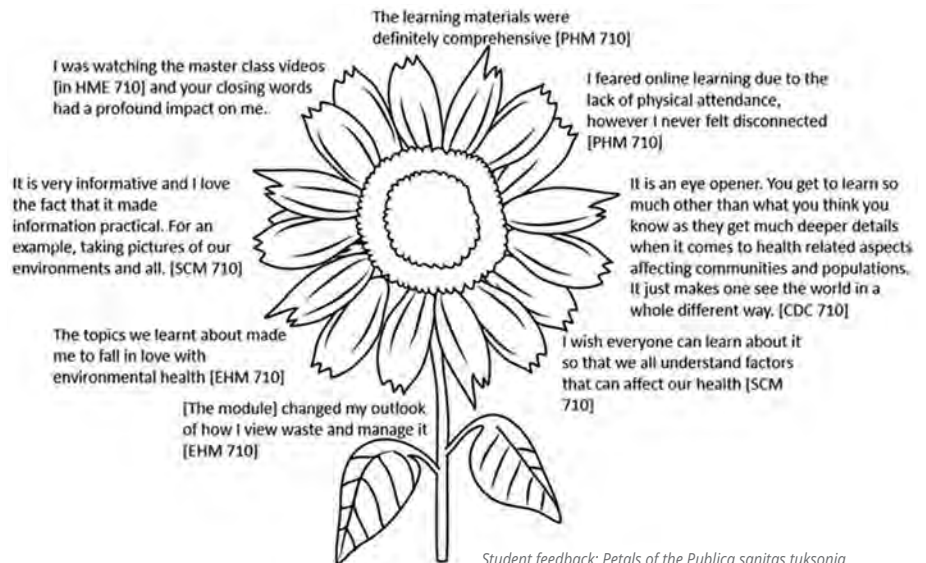 The learning materials were
definitely comprehensive [PHM 710]
I was watching the master class videos
[in HME 710] and your closing words
had a profound impact on me.
I feared online learning due to the
lack of physical attendance,
however I never felt disconnected
[PHM 710]
It is very informative and I love
the fact that it made
information practical. For an
example, taking pictures of our
environments and all. [SCM 710]
It is an eye opener. You get to learn so
much other than what you think you
know as they get much deeper details
when it comes to health related aspects
affecting communities and populations.
It just makes one see the world in a
whole different way. [CDC 710]
The topics we learnt about made
me to fall in love with
environmental health [EHM 710]
I wish everyone can learn about it
so that we all understand factors
that can affect our health [SCM
710]
[The module] changed my outlook
of how I view waste and manage it
[EHM 710]
Student feedback: Petals of the Publica sanitas tuksonia